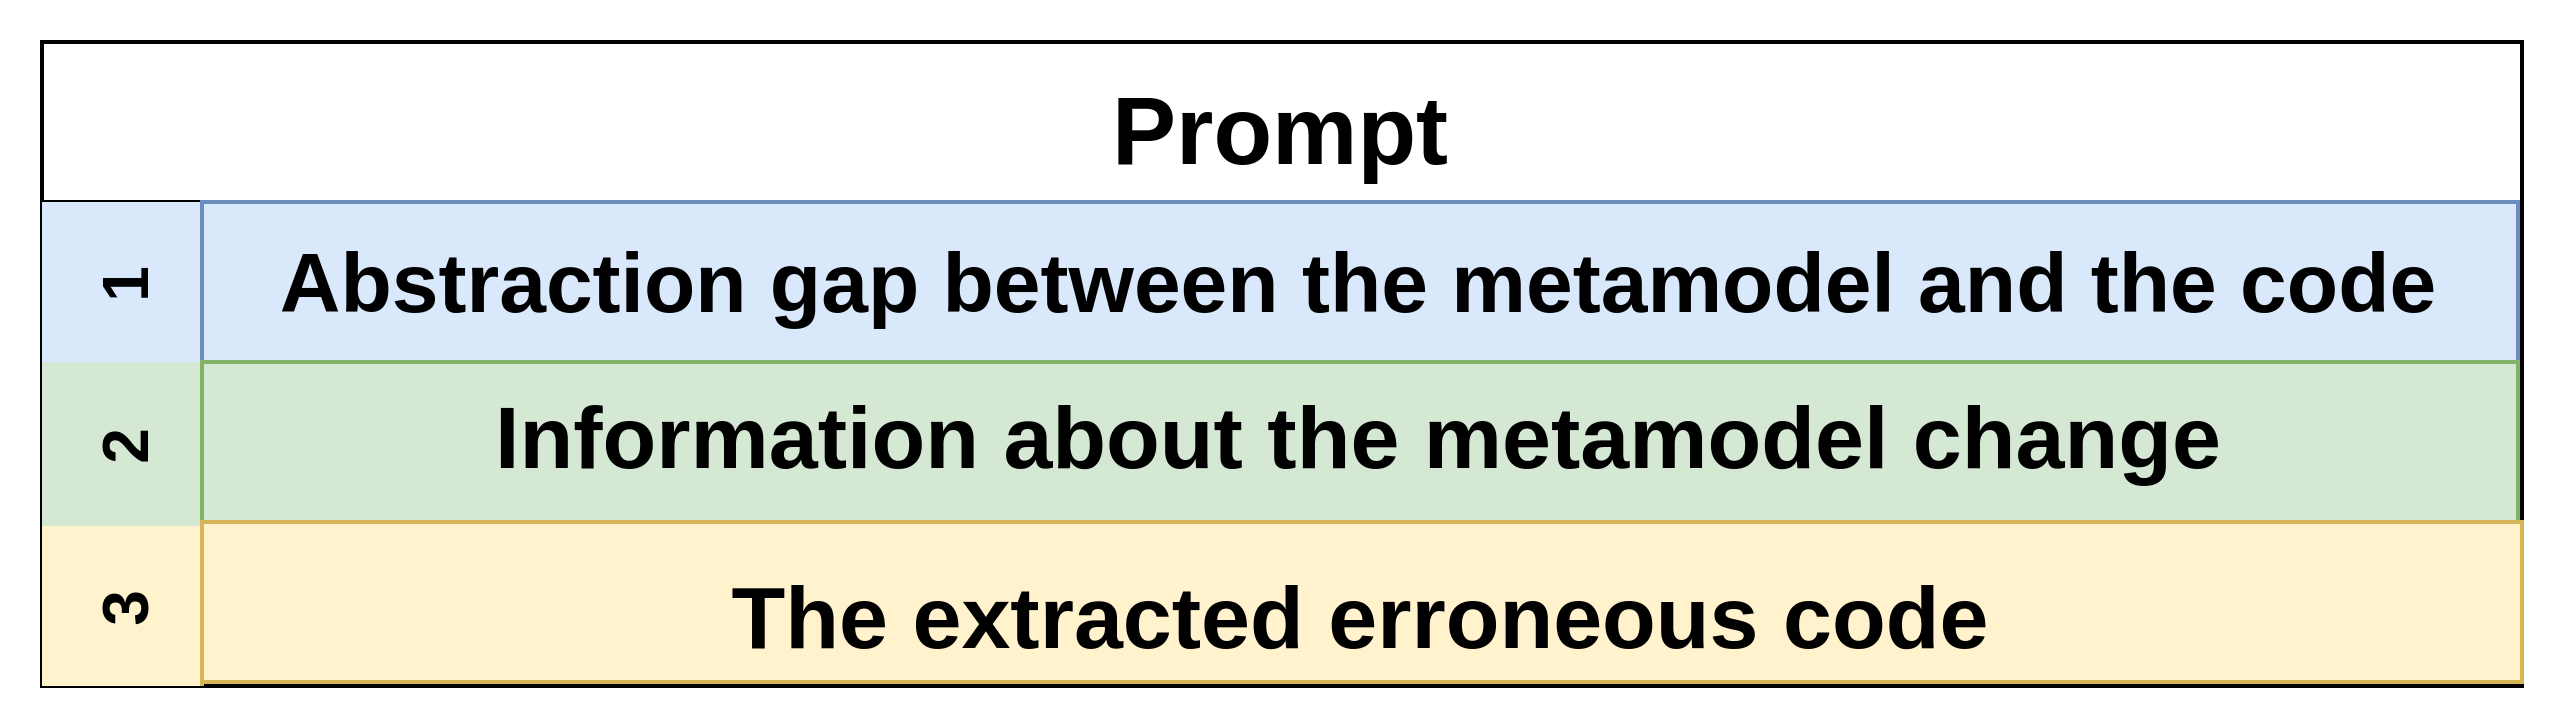 Prompt
1
Abstraction gap between the metamodel and the code
2
Information about the metamodel change
3
The extracted erroneous code